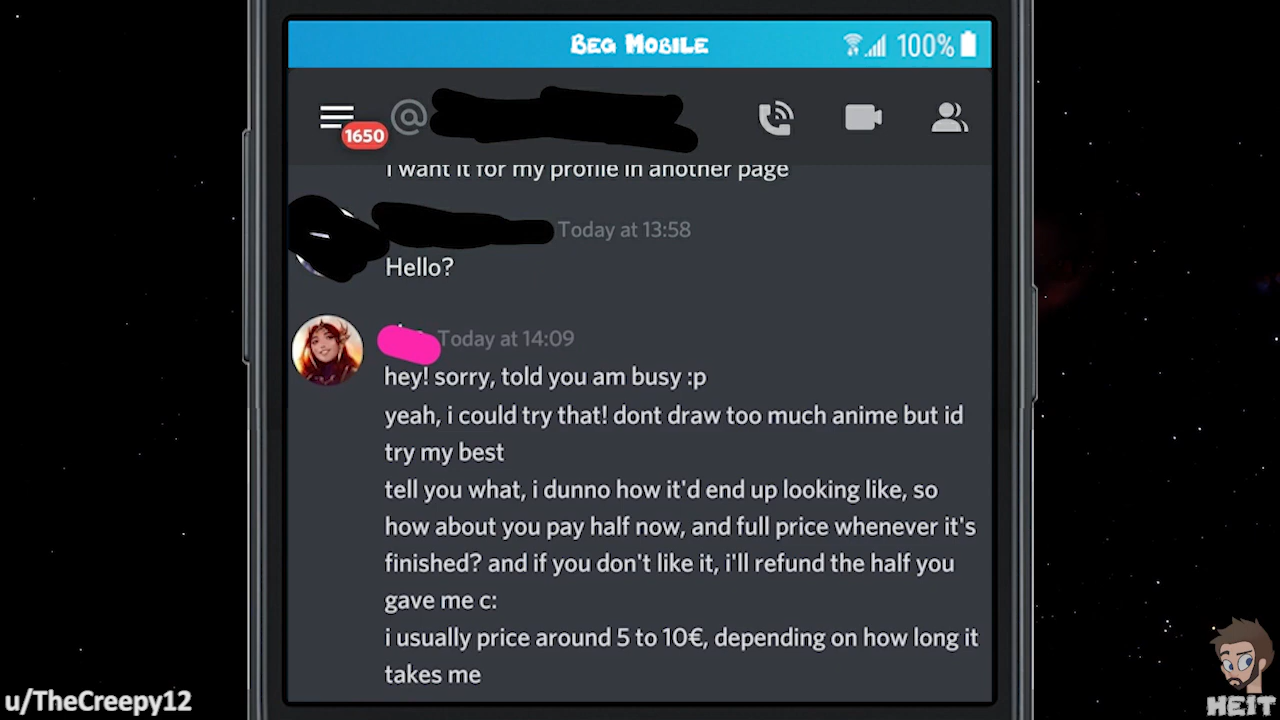 Beg Mobile
100%
1650
@
I want it for my profile in another page
Today at 13:58
Hello?
Today at 14:09
hey! sorry, told you am busy :p
yeah, i could try that! dont draw too much anime but id
try my best
tell you what, i dunno how it'd end up looking like, so
how about you pay half now, and full price whenever it's
finished? and if you don't like it, i'll refund the half you
gave me c:
i usually price around 5 to 10€, depending on how long it
takes me
u/TheCreepy12
HEIT